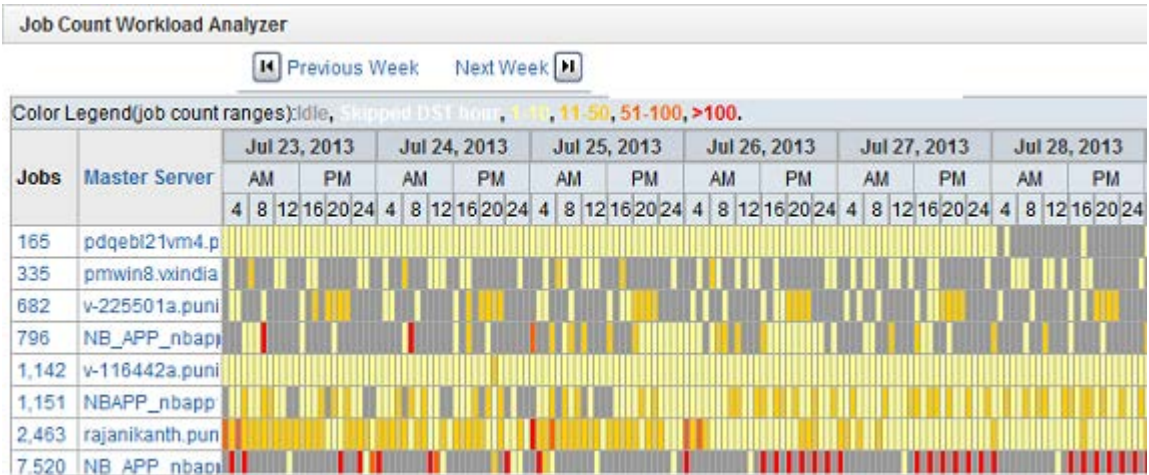 Job Count Workload Analyzer
Previous Week Next Week
Color Legend(job count ranges):Idle, Skipped DST hour, 1-10, 11-50, 51-100, >100.
Jobs Master Server Jul 23, 2013 Jul 24, 2013 Jul 25, 2013 Jul 26, 2013 Jul 27, 2013 Jul 28, 2013
AM PM AM PM AM PM AM PM AM PM AM PM
4 8 12 16 20 24 4 8 12 16 20 24 4 8 12 16 20 24 4 8 12 16 20 24 4 8 12 16 20 24 4 8 12 16 20 24
165 pdqebl21vm4.p
335 pmwin8.vxindia
682 v-225501a.puni
796 NB_APP_nbapp
1,142 v-116442a.puni
1,151 NBAPP_nbapp
2,463 rajanikanth.pun
7,520 NB_APP_nbapp